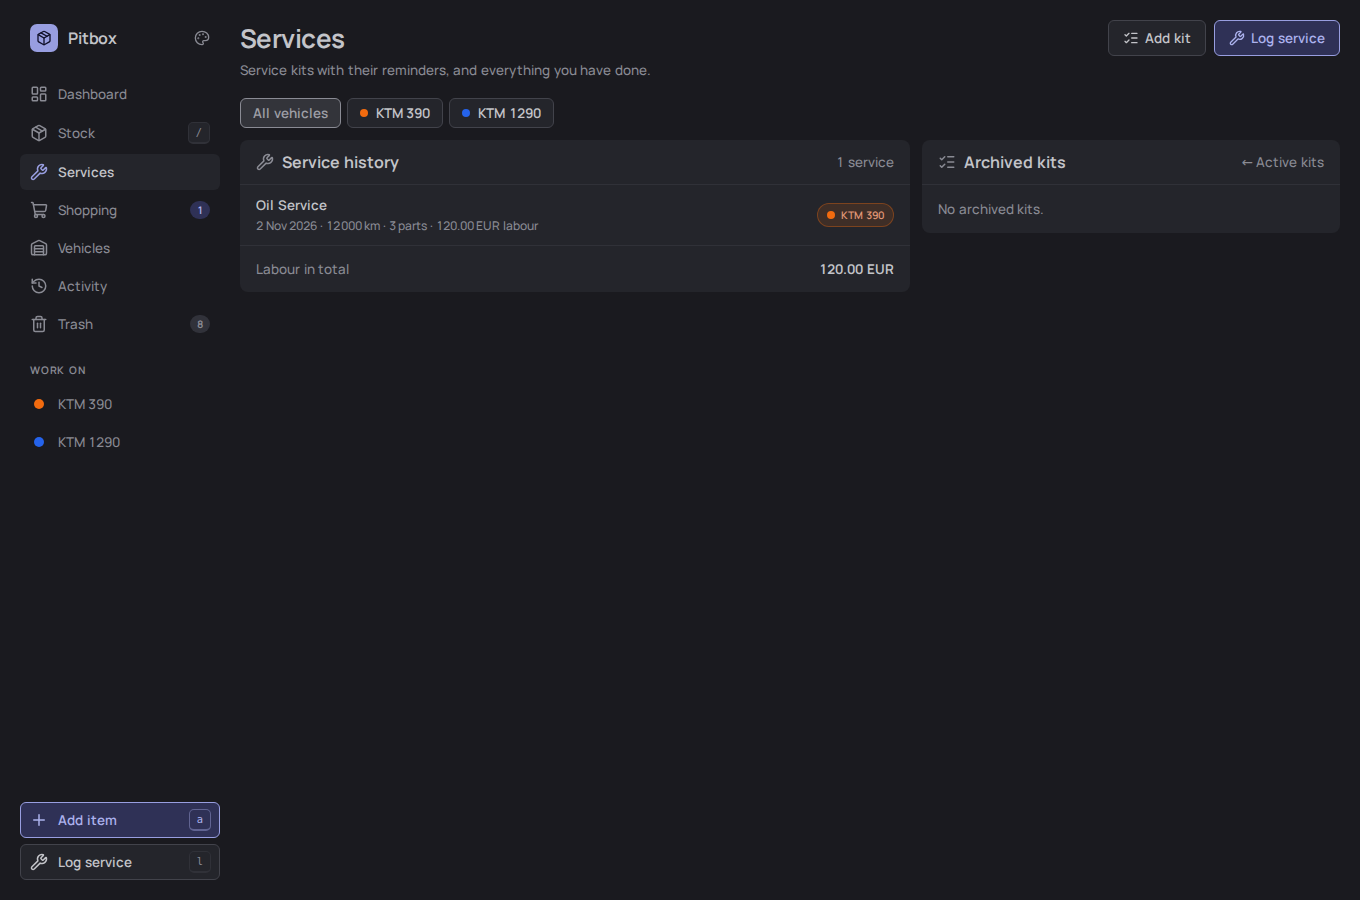 Pitbox
Dashboard
Stock /
Services
Shopping 1
Vehicles
Activity
Trash 8
WORK ON
KTM 390
KTM 1290
Add item a
Log service l
Services
Service kits with their reminders, and everything you have done.
Add kit
Log service
All vehicles KTM 390 KTM 1290
Service history 1 service
Oil Service
2 Nov 2026 · 12 000 km · 3 parts · 120.00 EUR labour
KTM 390
Labour in total 120.00 EUR
Archived kits ← Active kits
No archived kits.